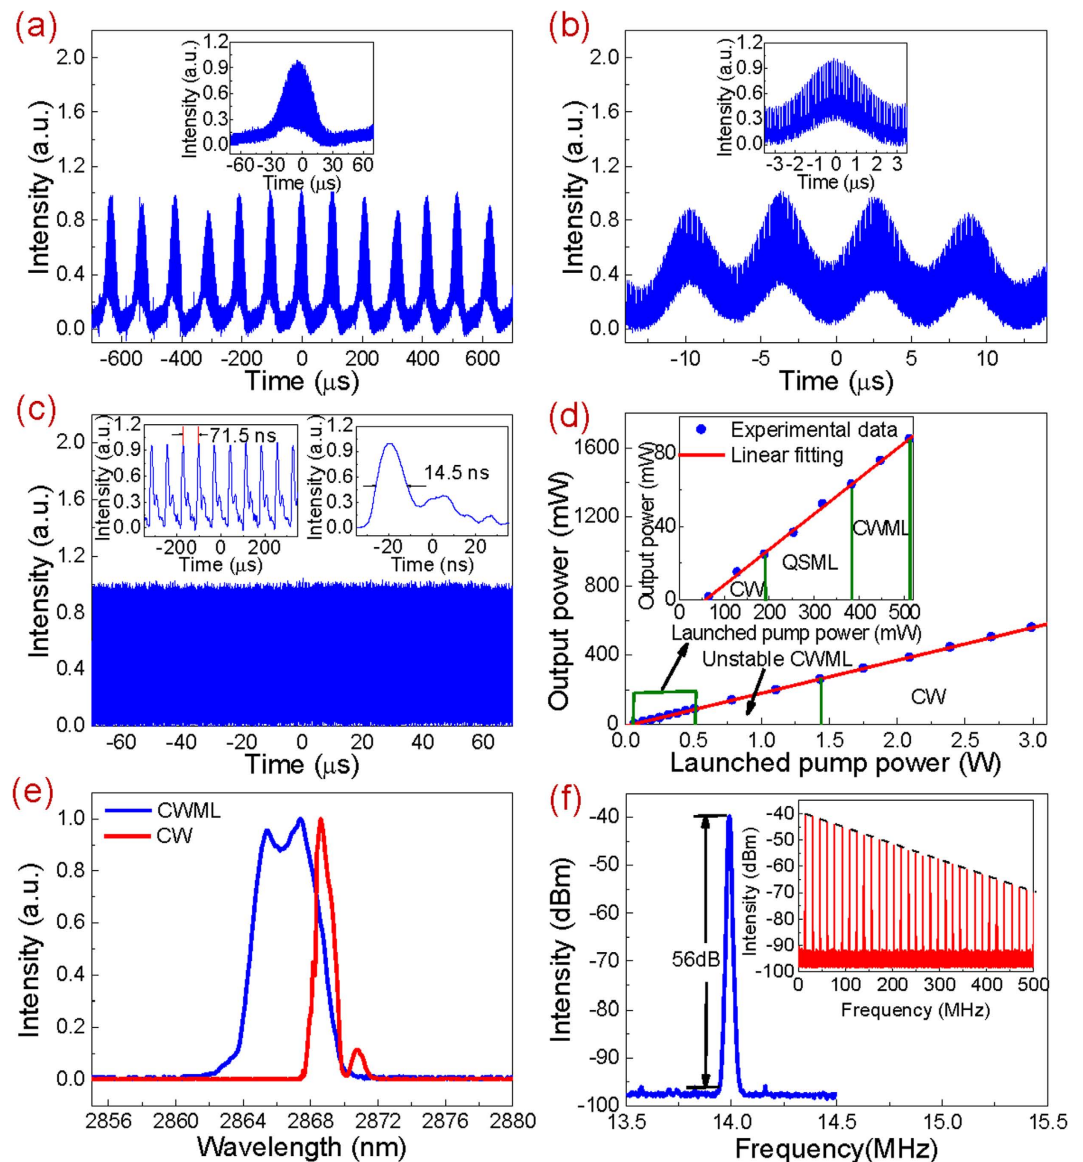 (a)
Intensity (a.u.)
2.0
1.6
1.2
0.8
0.4
0.0
-600 -400 -200 0 200 400 600
Time (μs)
Intensity (a.u.)
1.2
0.9
0.6
0.3
0.0
-60 -30 0 30 60
Time (μs)
(b)
Intensity (a.u.)
2.0
1.6
1.2
0.8
0.4
0.0
-10 -5 0 5 10
Time (μs)
Intensity (a.u.)
1.2
0.9
0.6
0.3
0.0
-3 -2 -1 0 1 2 3
Time (μs)
(c)
Intensity (a.u.)
2.0
1.6
1.2
0.8
0.4
0.0
-60 -40 -20 0 20 40 60
Time (μs)
Intensity (a.u.)
1.2
0.9
0.6
0.3
0.0
71.5 ns
-200 0 200
Time (μs)
Intensity (a.u.)
1.2
0.9
0.6
0.3
0.0
14.5 ns
-20 0 20
Time (ns)
(d)
Output power (mW)
1600
1200
800
400
0
0.0 0.5 1.0 1.5 2.0 2.5 3.0
Launched pump power (W)
Output power (mW)
80
40
0
Experimental data
Linear fitting
CW
QSML
CWML
0 100 200 300 400 500
Launched pump power (mW)
Unstable CWML
CW
(e)
Intensity (a.u.)
1.0
0.8
0.6
0.4
0.2
0.0
CWML
CW
2856 2860 2864 2868 2872 2876 2880
Wavelength (nm)
(f)
Intensity (dBm)
-40
-50
-60
-70
-80
-90
-100
56dB
13.5 14.0 14.5 15.0 15.5
Frequency(MHz)
Intensity (dBm)
-40
-50
-60
-70
-80
-90
-100
0 100 200 300 400 500
Frequency (MHz)